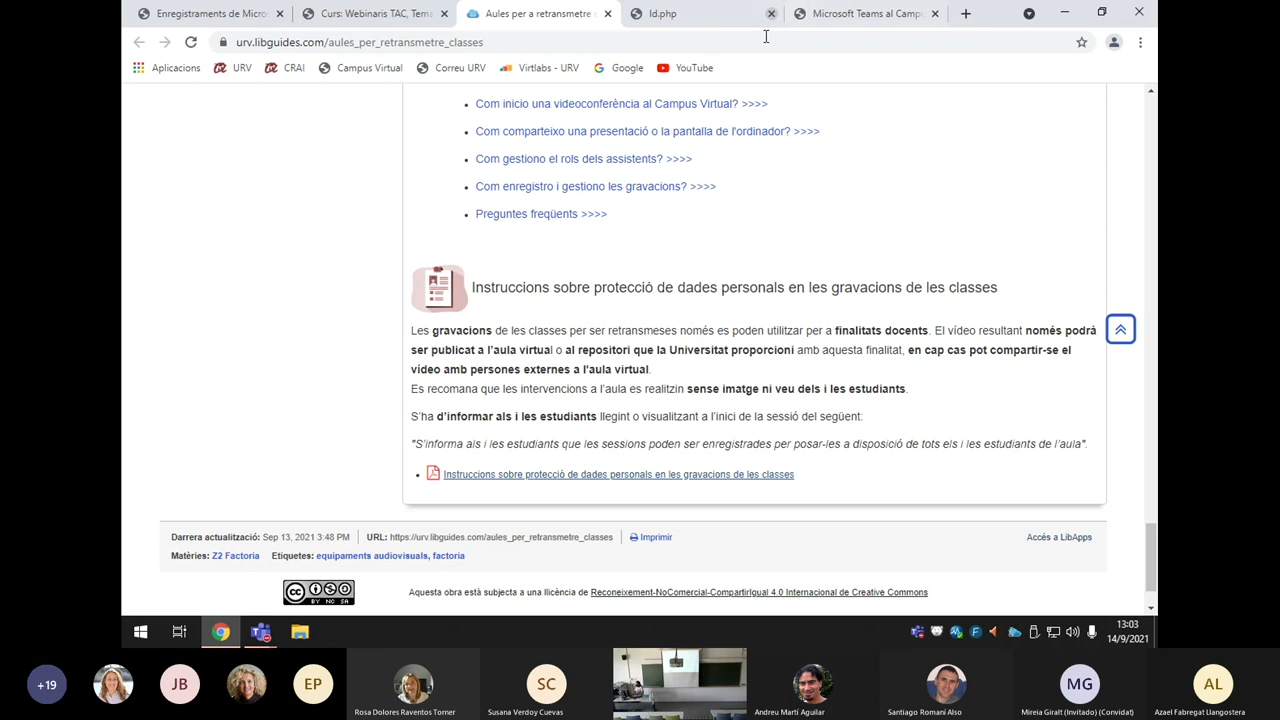 Enregistraments de Micros
Curs: Webinaris TAC, Tema
Aules per a retransmetre c
ld.php
Microsoft Teams al Campu
urv.libguides.com/aules_per_retransmetre_classes
Aplicacions
URV
CRAI
Campus Virtual
Correu URV
Virtlabs - URV
Google
YouTube
Com inicio una videoconferència al Campus Virtual? >>>>
Com comparteixo una presentació o la pantalla de l'ordinador? >>>>
Com gestiono el rols dels assistents? >>>>
Com enregistro i gestiono les gravacions? >>>>
Preguntes freqüents >>>>
Instruccions sobre protecció de dades personals en les gravacions de les classes
Les gravacions de les classes per ser retransmeses només es poden utilitzar per a finalitats docents. El vídeo resultant només podrà
ser publicat a l'aula virtual o al repositori que la Universitat proporcioni amb aquesta finalitat, en cap cas pot compartir-se el
vídeo amb persones externes a l'aula virtual.
Es recomana que les intervencions a l'aula es realitzin sense imatge ni veu dels i les estudiants.
S'ha d'informar als i les estudiants llegint o visualitzant a l'inici de la sessió del següent:
"S'informa als i les estudiants que les sessions poden ser enregistrades per posar-les a disposició de tots els i les estudiants de l'aula".
Instruccions sobre protecció de dades personals en les gravacions de les classes
Darrera actualització: Sep 13, 2021 3:48 PM
URL: https://urv.libguides.com/aules_per_retransmetre_classes
Imprimir
Accés a LibApps
Matèries: Z2 Factoria
Etiquetes: equipaments audiovisuals, factoria
CC BY NC SA
Aquesta obra està subjecta a una llicència de Reconeixement-NoComercial-CompartirIgual 4.0 Internacional de Creative Commons
13:03
14/9/2021
+19
JB
EP
Rosa Dolores Raventos Torner
SC
Susana Verdoy Cuevas
Andreu Martí Aguilar
Santiago Romaní Also
MG
Mireia Giralt (Invitado) (Convidat)
AL
Azael Fabregat Llangostera